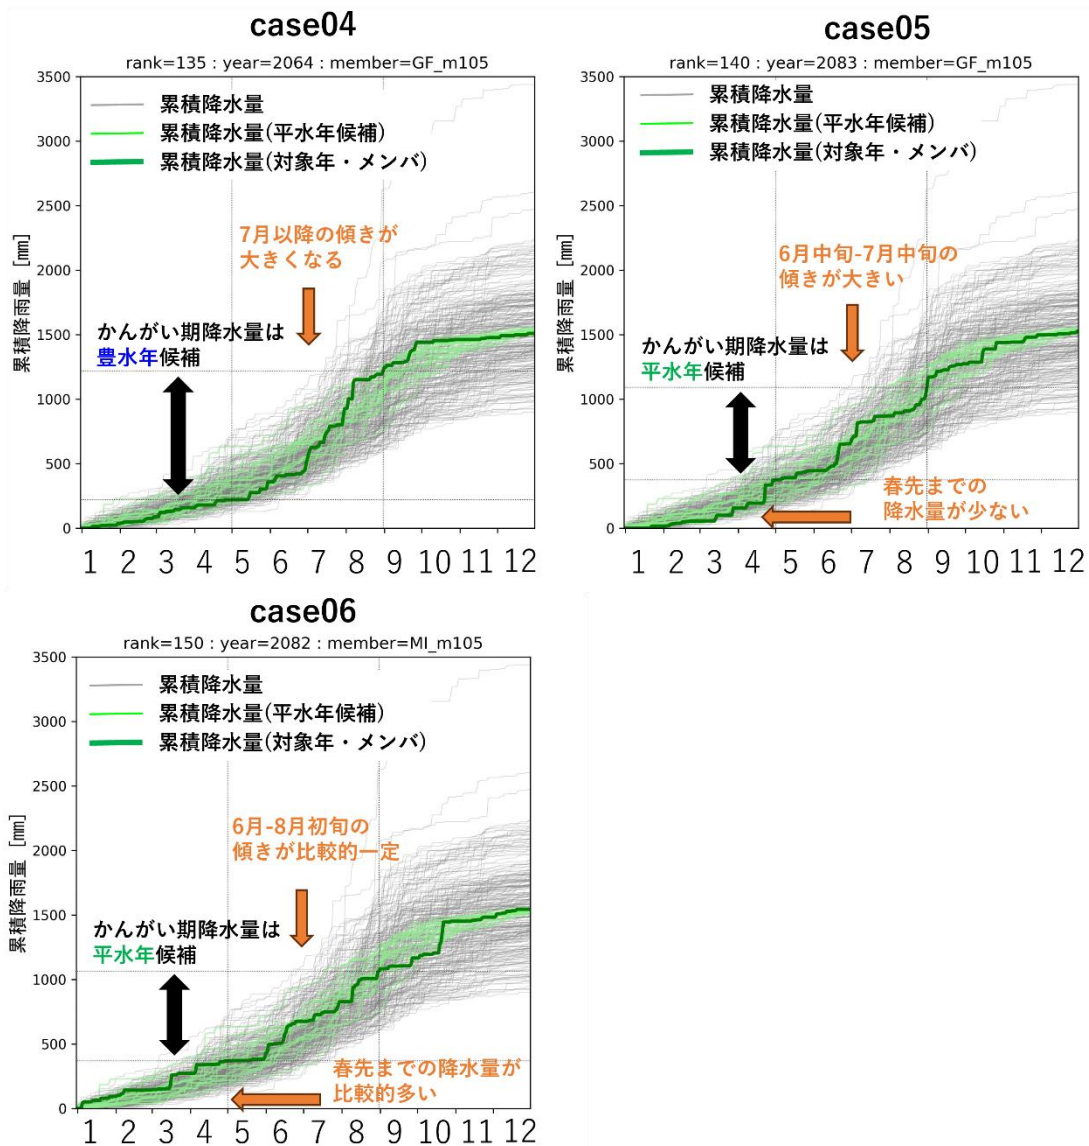 case04
rank=135 : year=2064 : member=GF_m105
累積降雨量 [mm]
3500
3000
2500
2000
1500
1000
500
0
累積降水量
累積降水量(平水年候補)
累積降水量(対象年・メンバ)
7月以降の傾きが
大きくなる
かんがい期降水量は
豊水年候補
1 2 3 4 5 6 7 8 9 10 11 12
case05
rank=140 : year=2083 : member=GF_m105
累積降雨量 [mm]
3500
3000
2500
2000
1500
1000
500
0
累積降水量
累積降水量(平水年候補)
累積降水量(対象年・メンバ)
6月中旬-7月中旬の
傾きが大きい
かんがい期降水量は
平水年候補
春先までの
降水量が少ない
1 2 3 4 5 6 7 8 9 10 11 12
case06
rank=150 : year=2082 : member=MI_m105
累積降雨量 [mm]
3500
3000
2500
2000
1500
1000
500
0
累積降水量
累積降水量(平水年候補)
累積降水量(対象年・メンバ)
6月-8月初旬の
傾きが比較的一定
かんがい期降水量は
平水年候補
春先までの降水量が
比較的多い
1 2 3 4 5 6 7 8 9 10 11 12